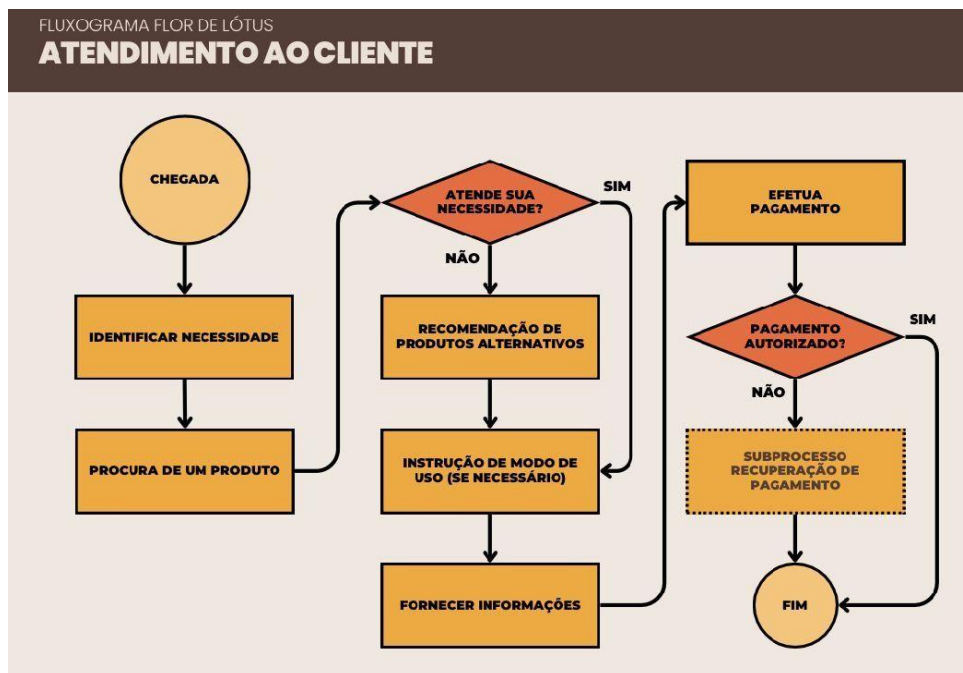 FLUXOGRAMA FLOR DE LÓTUS
ATENDIMENTO AO CLIENTE
CHEGADA
IDENTIFICAR NECESSIDADE
PROCURA DE UM PRODUTO
ATENDE SUA
NECESSIDADE?
SIM
NÃO
RECOMENDAÇÃO DE
PRODUTOS ALTERNATIVOS
INSTRUÇÃO DE MODO DE
USO (SE NECESSÁRIO)
FORNECER INFORMAÇÕES
EFETUA
PAGAMENTO
PAGAMENTO
AUTORIZADO?
SIM
NÃO
SUBPROCESSO
RECUPERAÇÃO DE
PAGAMENTO
FIM